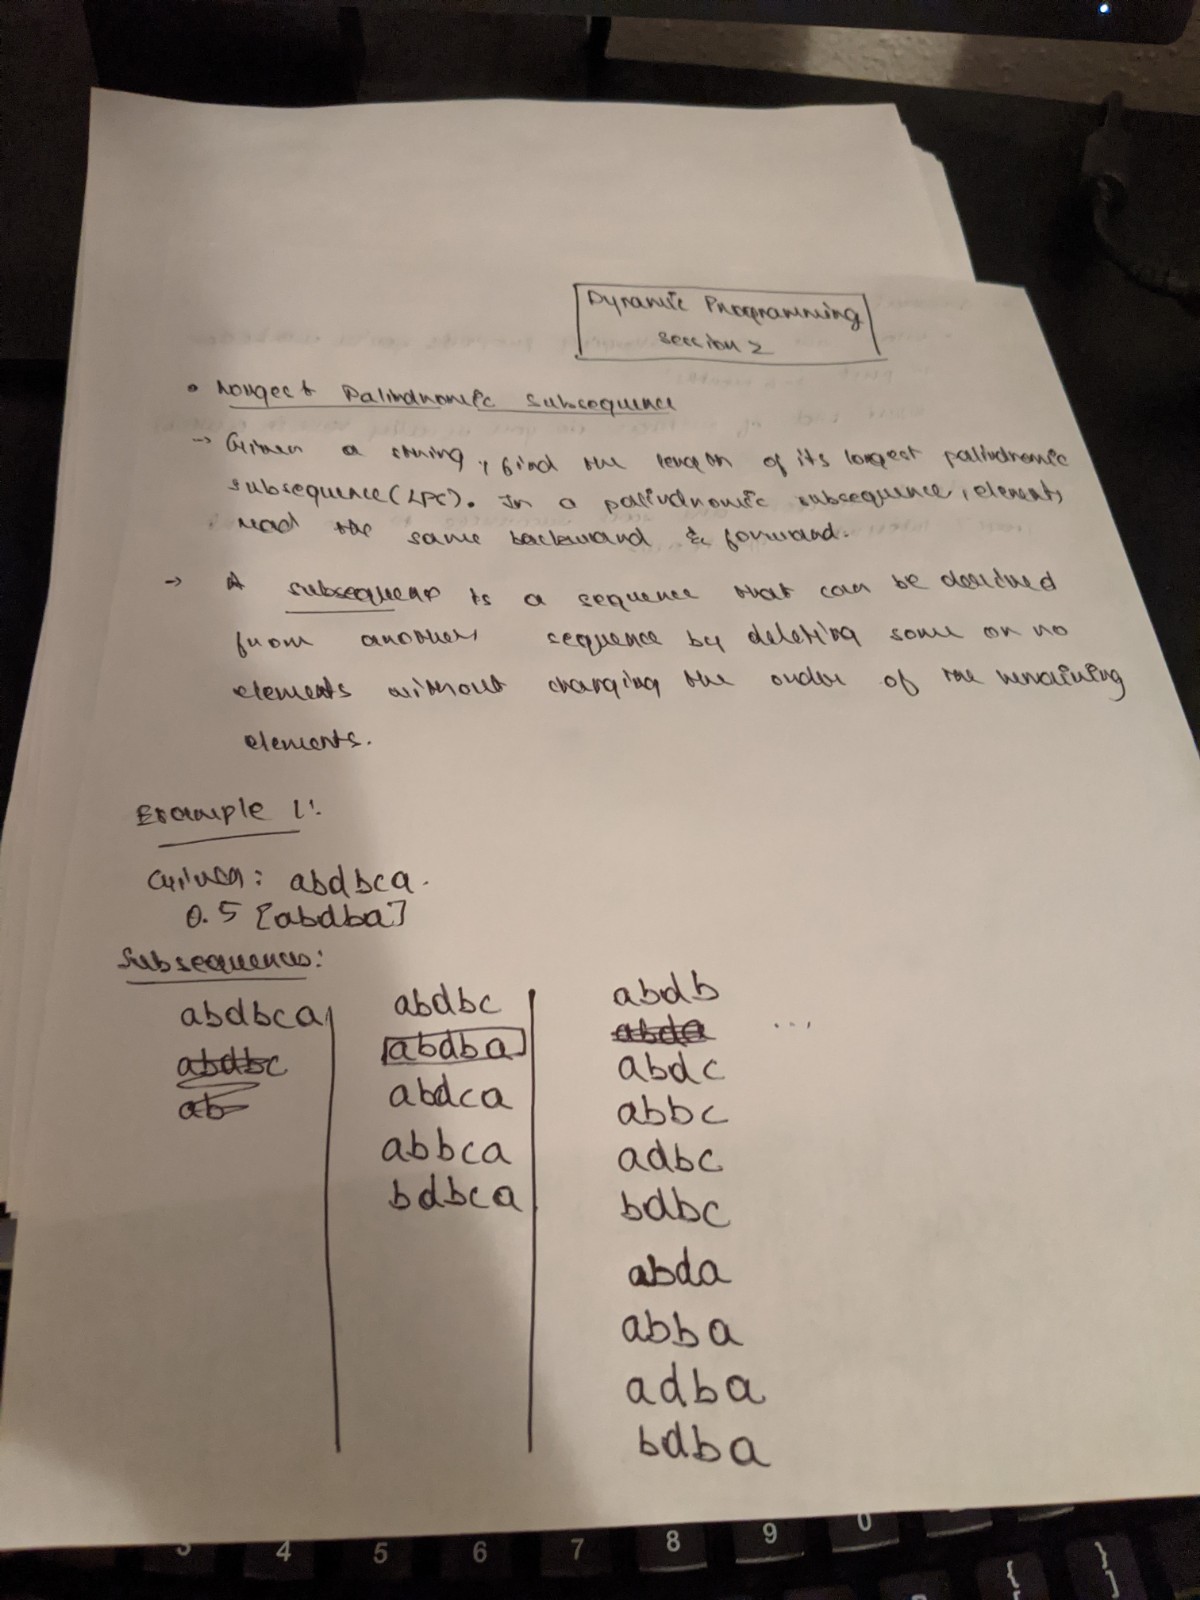 Dynamic Programming
Section 2
• Longest Palindromic Subsequence
→ Given a string, find the length of its longest palindromic
subsequence (LPS). In a palindromic subsequence, elements
read the same backward & forward.
→ A subsequence is a sequence that can be derived
from another sequence by deleting some or no
elements without changing the order of the remaining
elements.
Example 1:
Given: abdbca.
O. 5 [abdba]
Subsequences:
abdbca
abdbc
ab
abdbc
abdba
abdca
abbca
bdbca
abdb
abda
abdc
abbc
adbc
bdbc
abda
abba
adba
bdba
...
3 4 5 6 7 8 9 0
{ }
[ ]